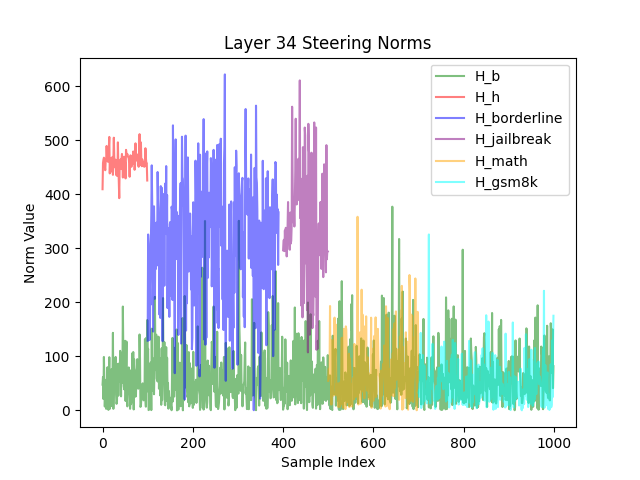 Layer 34 Steering Norms
H_b
H_h
H_borderline
H_jailbreak
H_math
H_gsm8k
Norm Value
600
500
400
300
200
100
0
0
200
400
600
800
1000
Sample Index